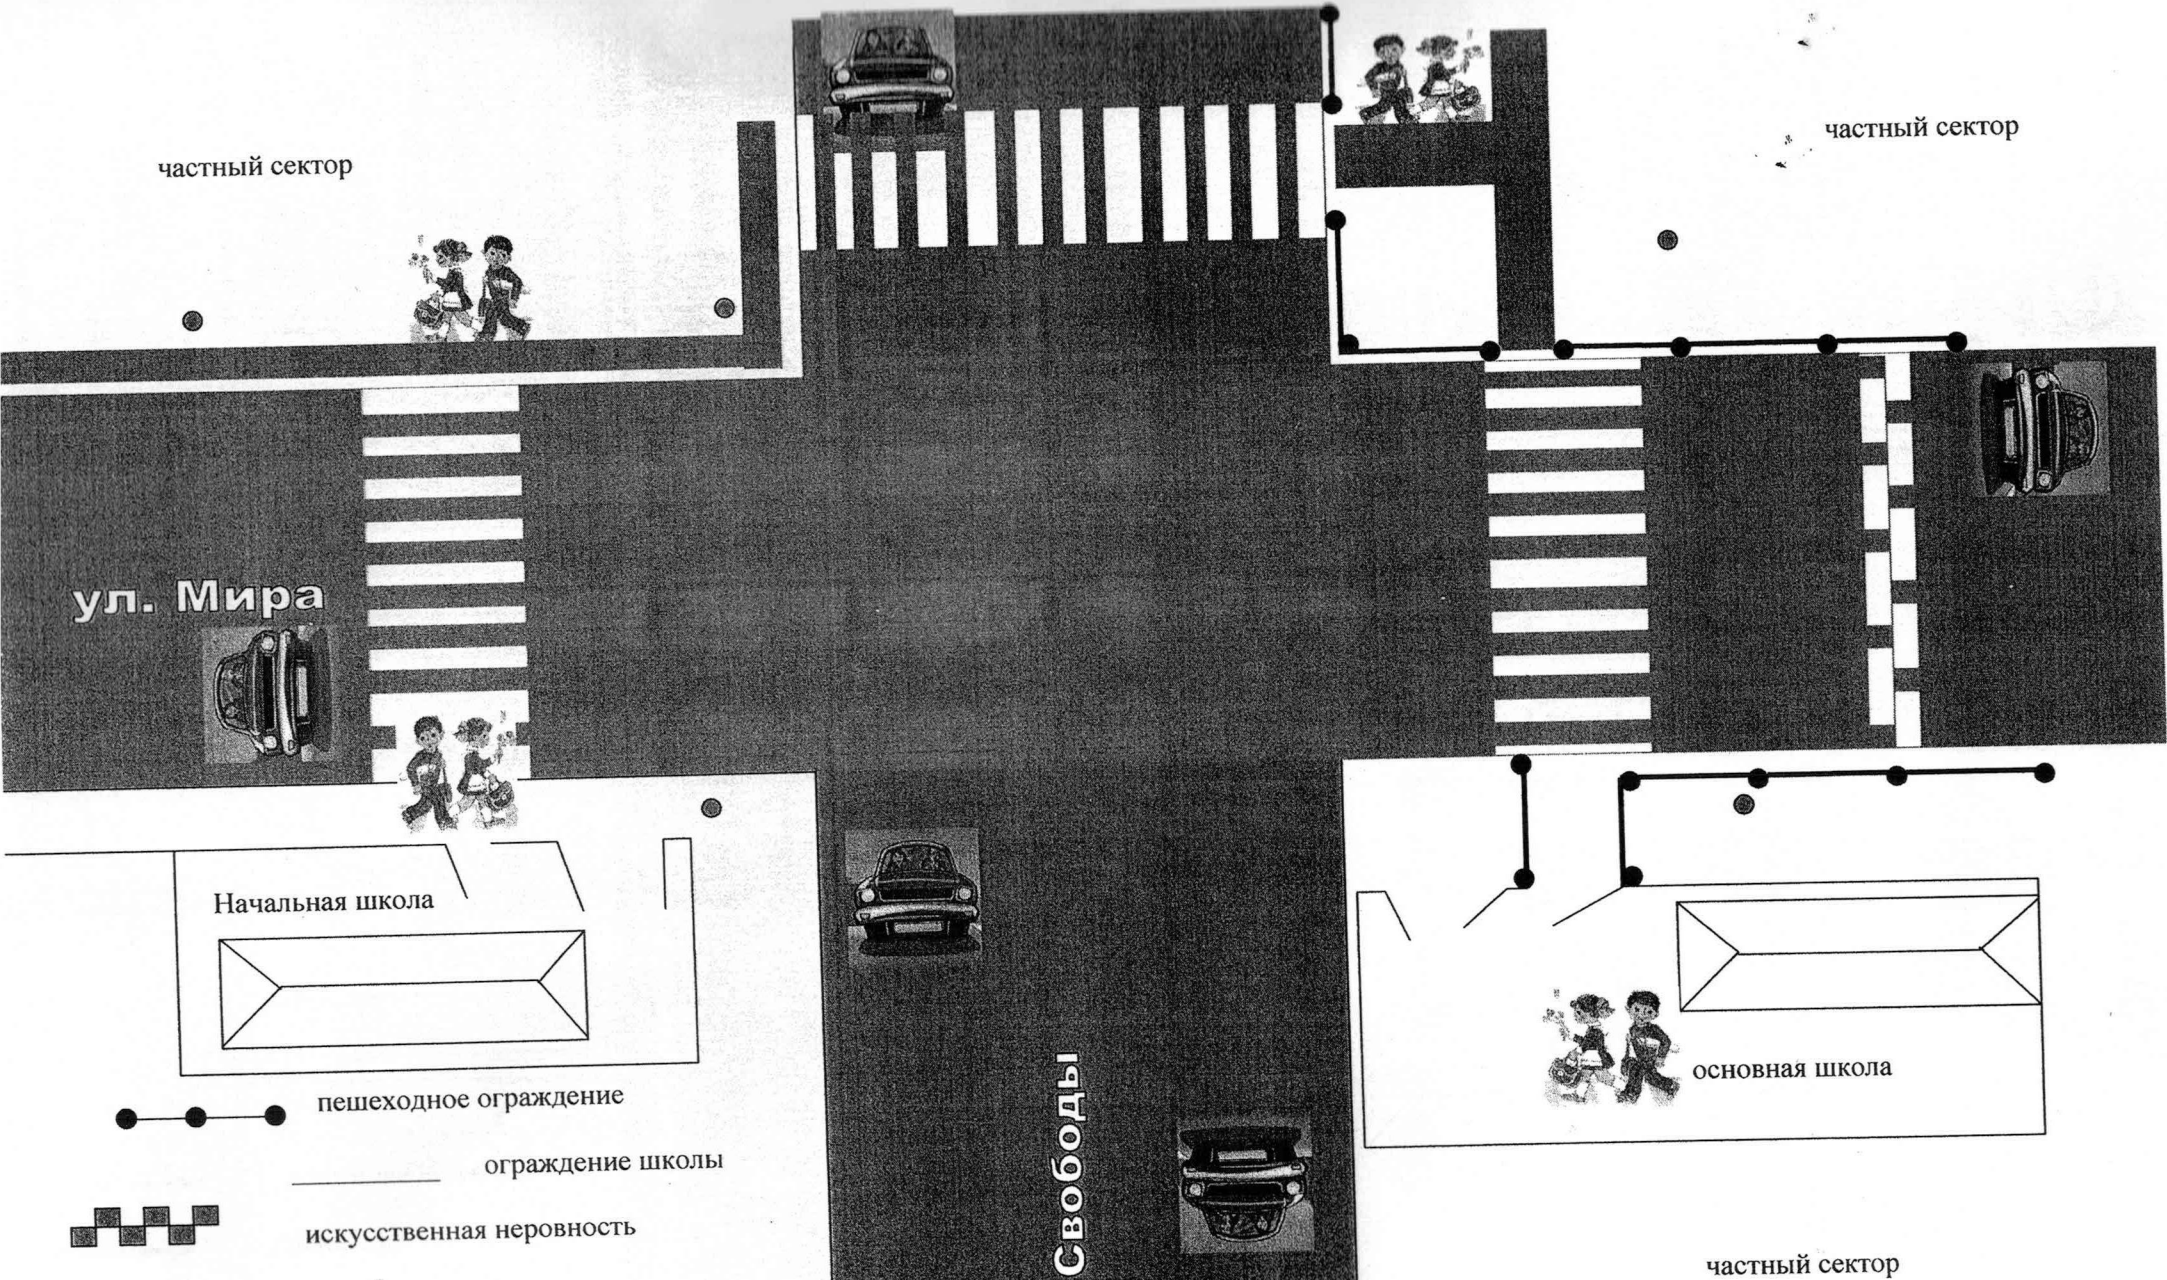 частный сектор
частный сектор
ул. Мира
Начальная школа
основная школа
Свободы
пешеходное ограждение
ограждение школы
искусственная неровность
частный сектор